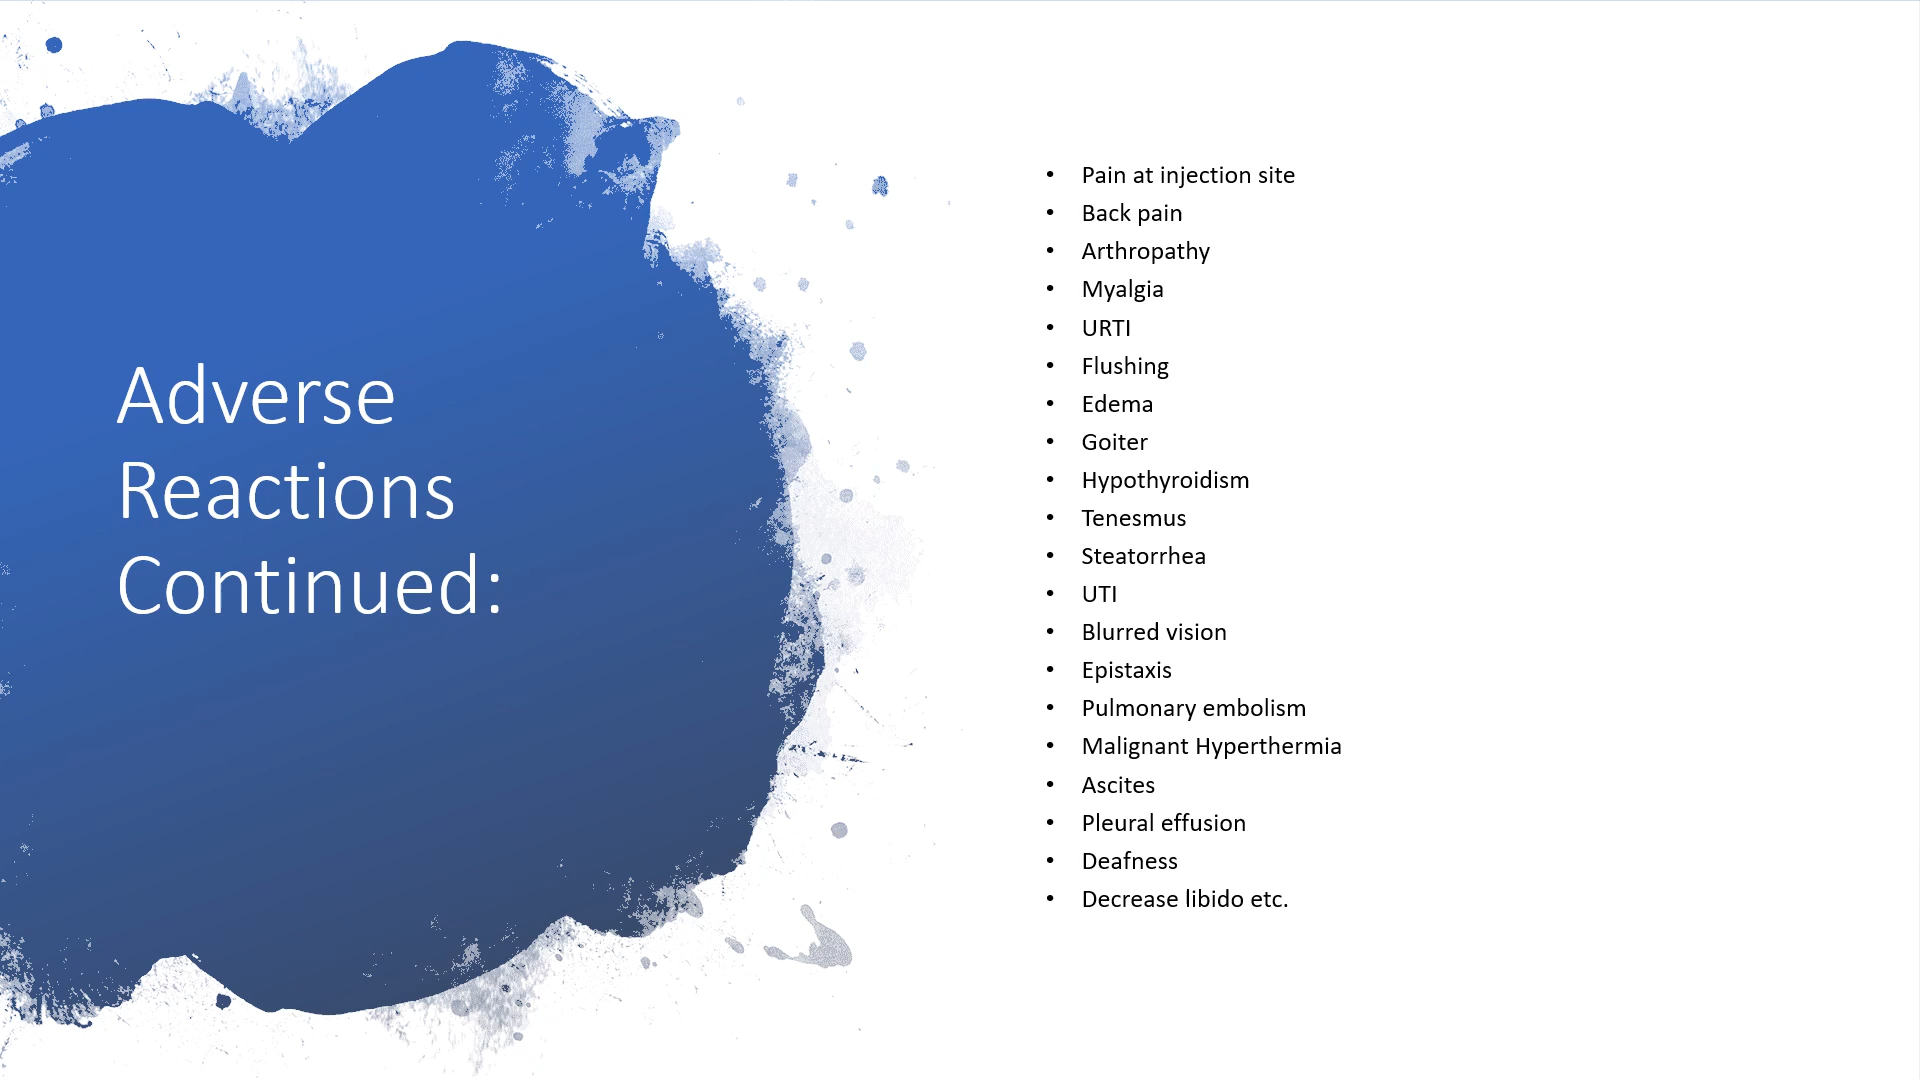 Adverse
Reactions
Continued:
• Pain at injection site
• Back pain
• Arthropathy
• Myalgia
• URTI
• Flushing
• Edema
• Goiter
• Hypothyroidism
• Tenesmus
• Steatorrhea
• UTI
• Blurred vision
• Epistaxis
• Pulmonary embolism
• Malignant Hyperthermia
• Ascites
• Pleural effusion
• Deafness
• Decrease libido etc.